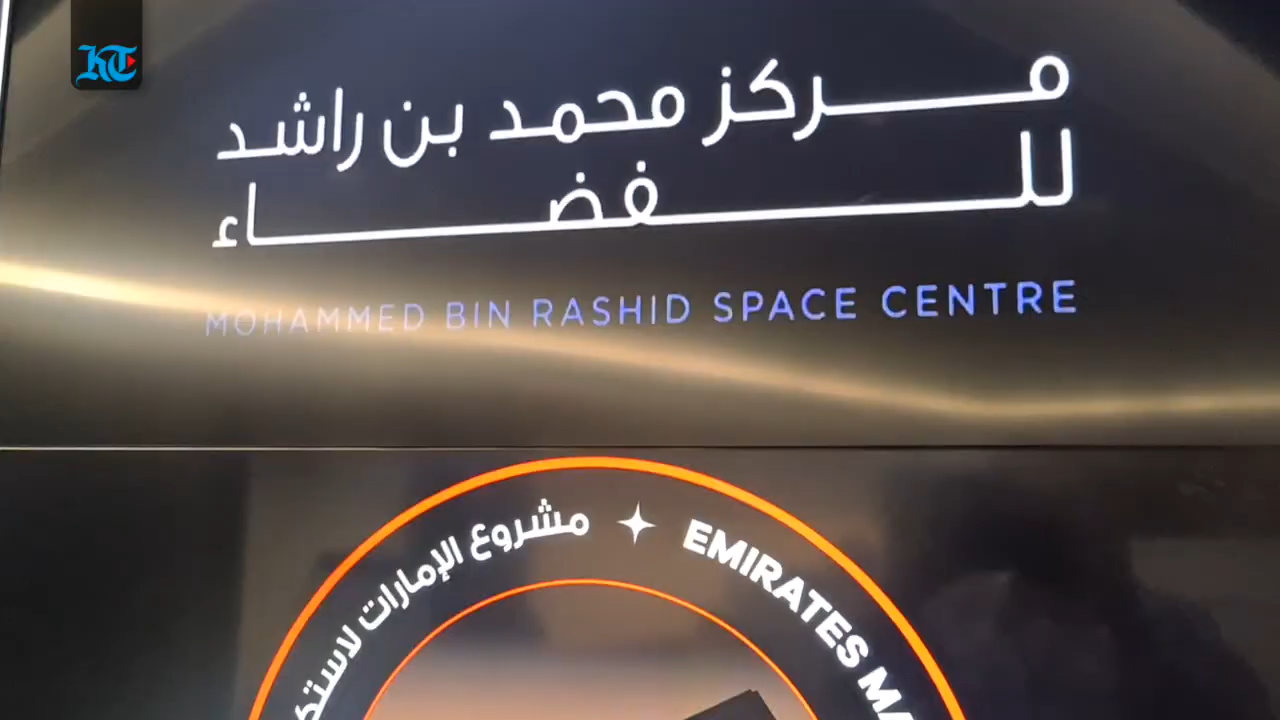 KT
مركز محمد بن راشد
للفضاء
MOHAMMED BIN RASHID SPACE CENTRE
مشروع الإمارات
EMIRATES